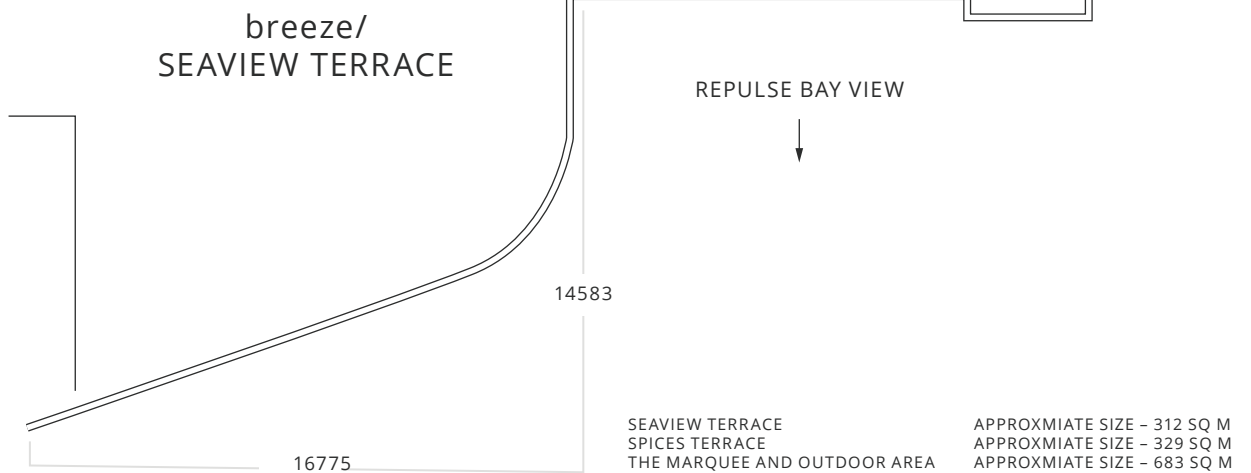 breeze/
SEAVIEW TERRACE
REPULSE BAY VIEW
14583
16775
SEAVIEW TERRACE APPROXMIATE SIZE – 312 SQ M
SPICES TERRACE APPROXMIATE SIZE – 329 SQ M
THE MARQUEE AND OUTDOOR AREA APPROXMIATE SIZE – 683 SQ M